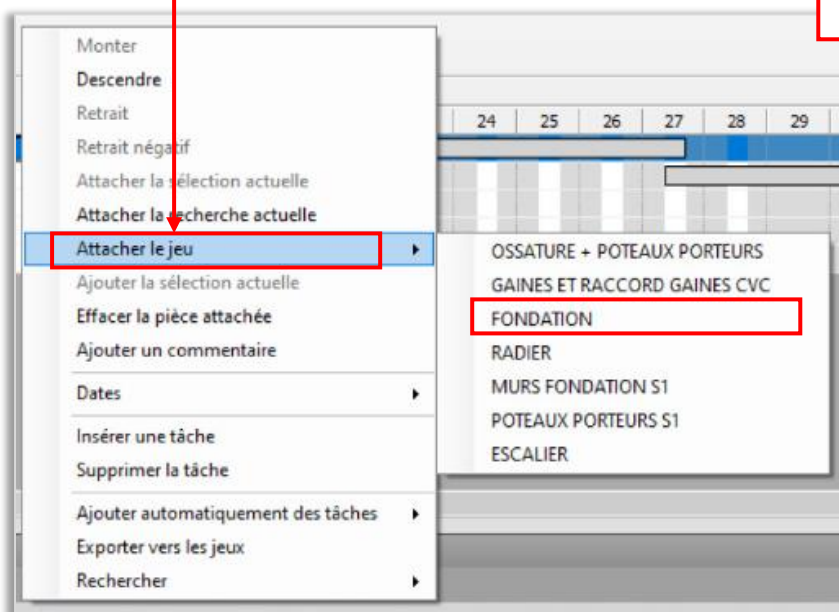 Monter
Descendre
Retrait
Retrait négatif
Attacher la sélection actuelle
Attacher la recherche actuelle
Attacher le jeu
Ajouter la sélection actuelle
Effacer la pièce attachée
Ajouter un commentaire
Dates
Insérer une tâche
Supprimer la tâche
Ajouter automatiquement des tâches
Exporter vers les jeux
Rechercher
24 25 26 27 28 29
OSSATURE + POTEAUX PORTEURS
GAINES ET RACCORD GAINES CVC
FONDATION
RADIER
MURS FONDATION S1
POTEAUX PORTEURS S1
ESCALIER